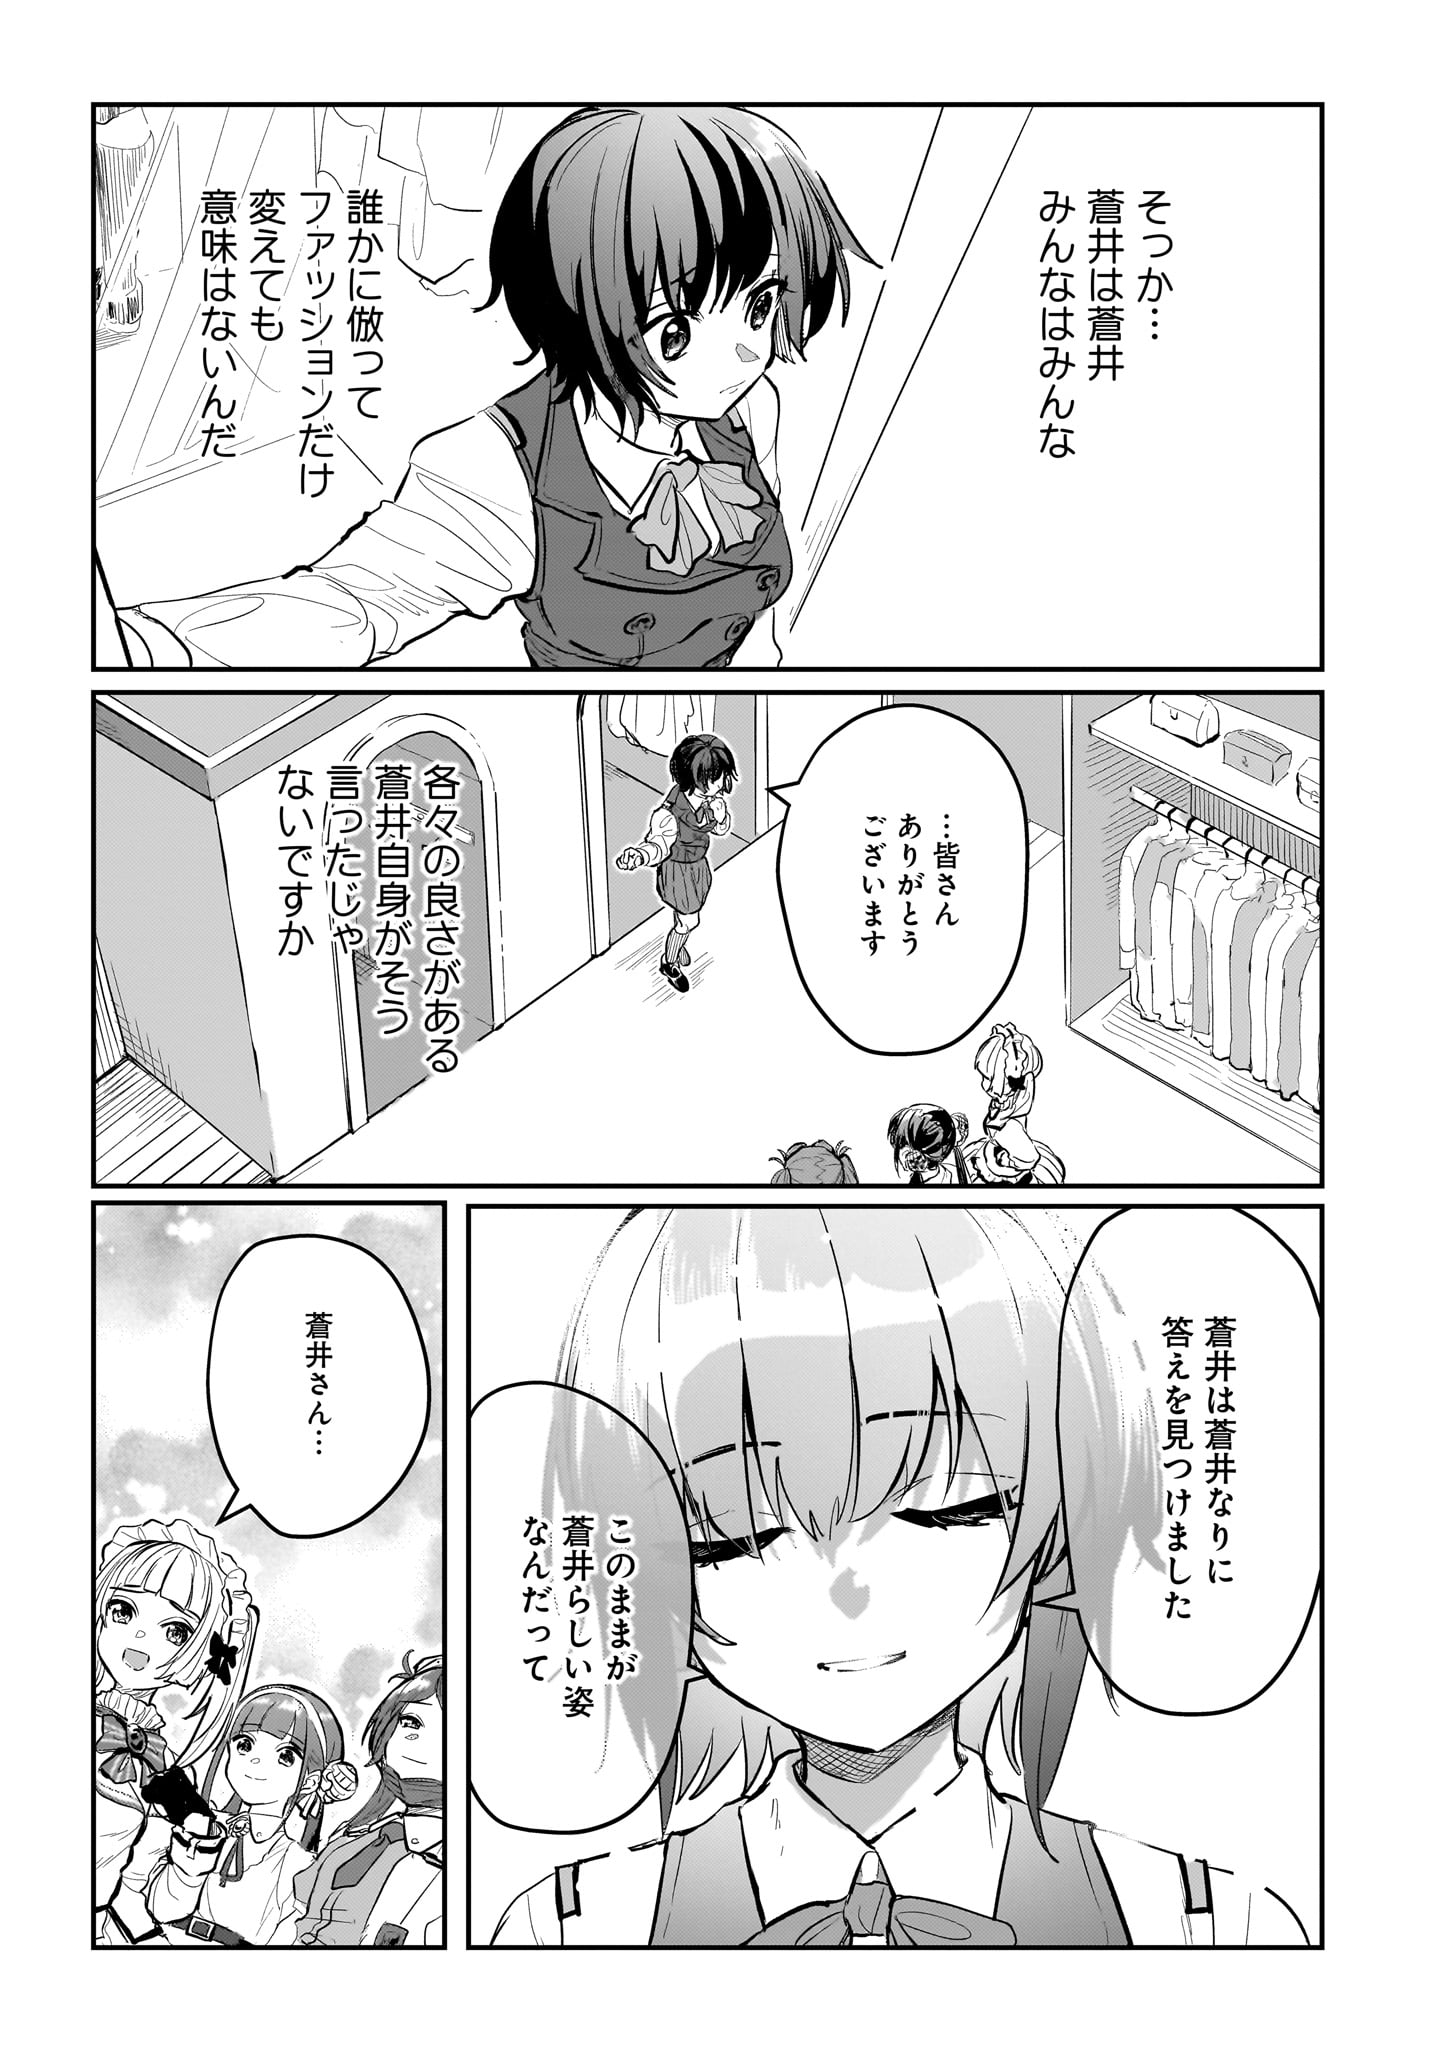 そっか…
蒼井は蒼井
みんなはみんな
誰かに倣って
ファッションだけ
変えても
意味はないんだ
…皆さん
ありがとう
ございます
各々の良さがある
蒼井自身がそう
言ったじゃ
ないですか
蒼井は蒼井なりに
答えを見つけました
このままが
蒼井らしい姿
なんだって
蒼井さん…